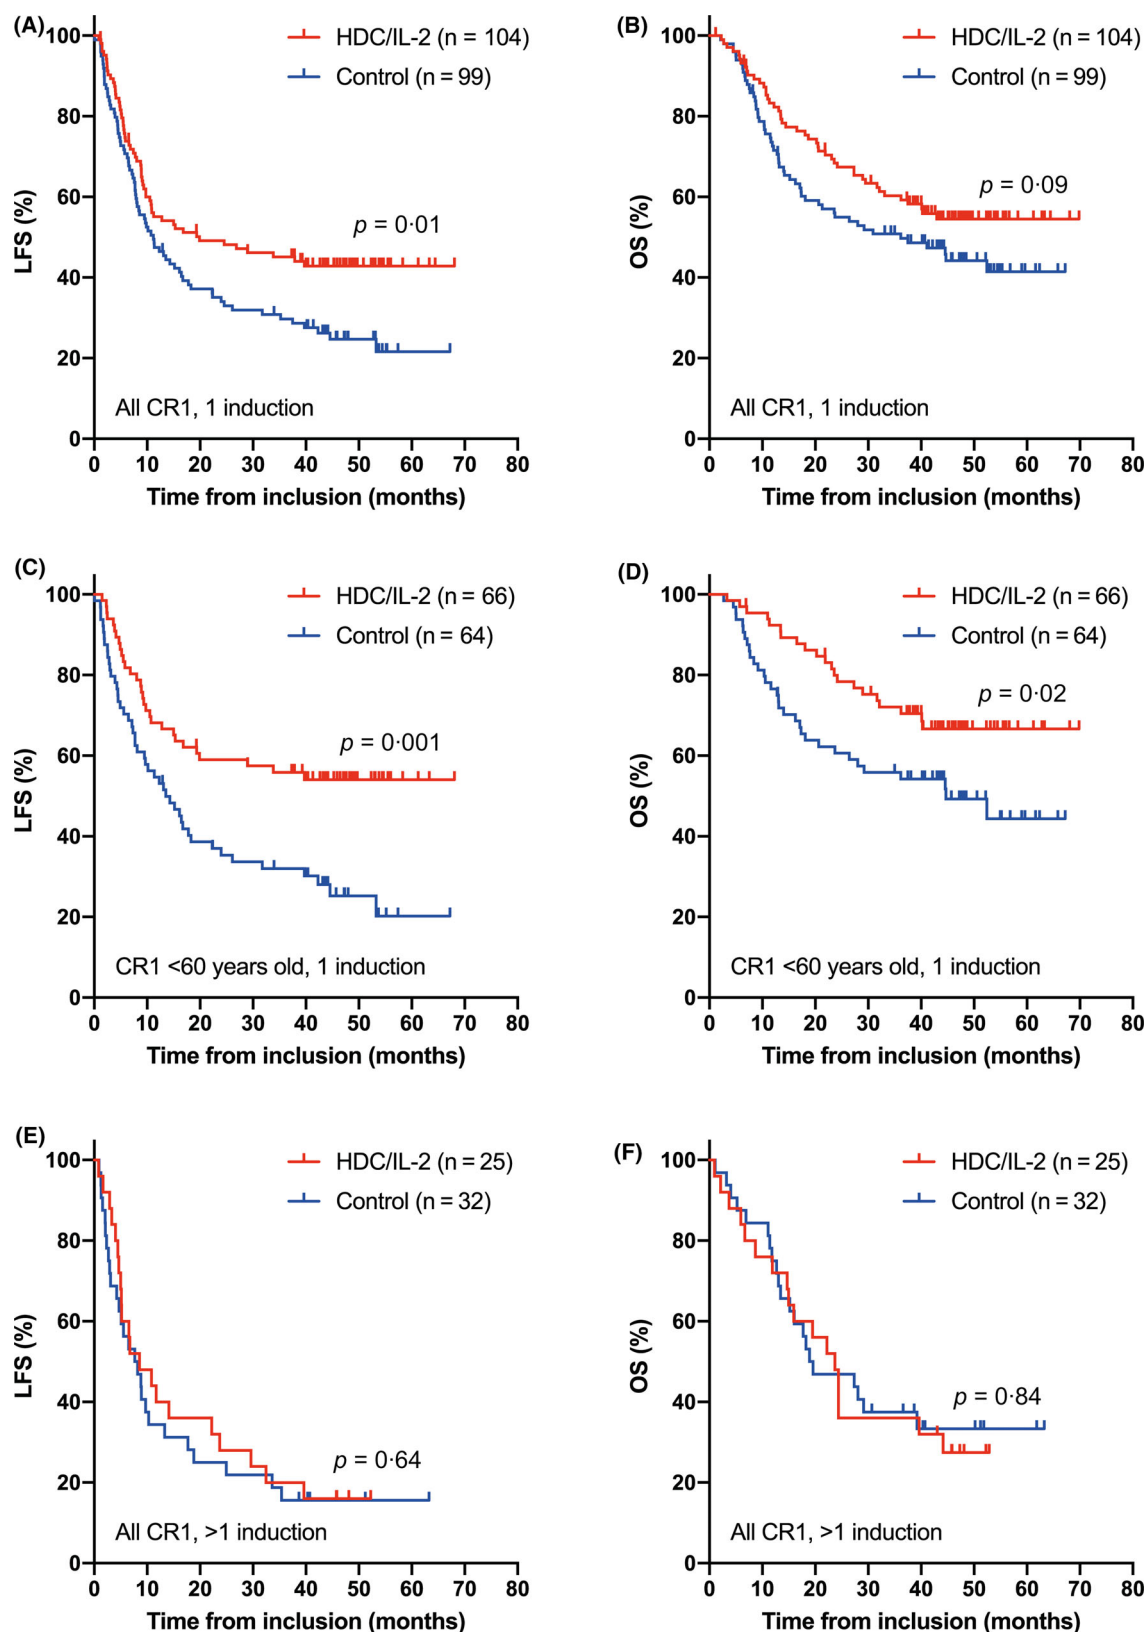 (A)
HDC/IL-2 (n = 104)
Control (n = 99)
100
80
60
40
20
0
LFS (%)
p = 0·01
All CR1, 1 induction
0 10 20 30 40 50 60 70 80
Time from inclusion (months)
(B)
HDC/IL-2 (n = 104)
Control (n = 99)
100
80
60
40
20
0
OS (%)
p = 0·09
All CR1, 1 induction
0 10 20 30 40 50 60 70 80
Time from inclusion (months)
(C)
HDC/IL-2 (n = 66)
Control (n = 64)
100
80
60
40
20
0
LFS (%)
p = 0·001
CR1 <60 years old, 1 induction
0 10 20 30 40 50 60 70 80
Time from inclusion (months)
(D)
HDC/IL-2 (n = 66)
Control (n = 64)
100
80
60
40
20
0
OS (%)
p = 0·02
CR1 <60 years old, 1 induction
0 10 20 30 40 50 60 70 80
Time from inclusion (months)
(E)
HDC/IL-2 (n = 25)
Control (n = 32)
100
80
60
40
20
0
LFS (%)
p = 0·64
All CR1, >1 induction
0 10 20 30 40 50 60 70 80
Time from inclusion (months)
(F)
HDC/IL-2 (n = 25)
Control (n = 32)
100
80
60
40
20
0
OS (%)
p = 0·84
All CR1, >1 induction
0 10 20 30 40 50 60 70 80
Time from inclusion (months)